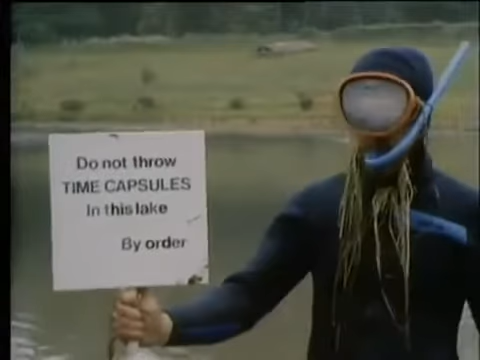 Do not throw
TIME CAPSULES
In this lake
By order